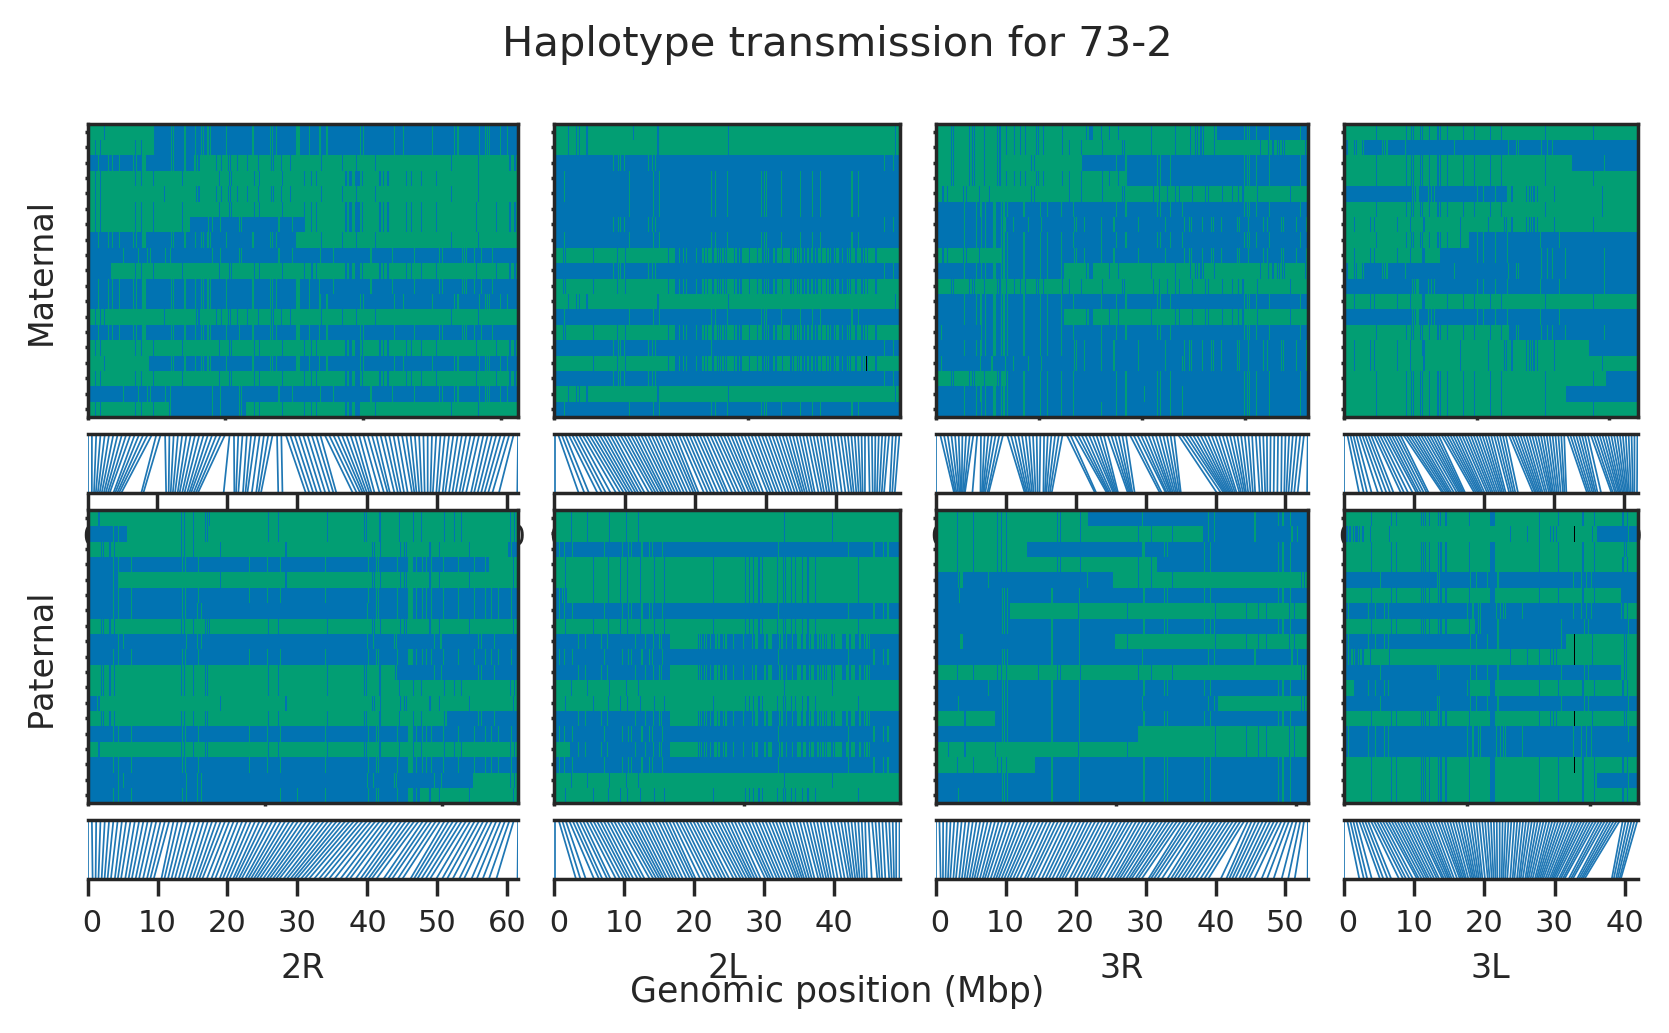 Haplotype transmission for 73-2
Maternal
Paternal
0 10 20 30 40 50 60
0 10 20 30 40
0 10 20 30 40 50
0 10 20 30 40
2R
2L
3R
3L
Genomic position (Mbp)